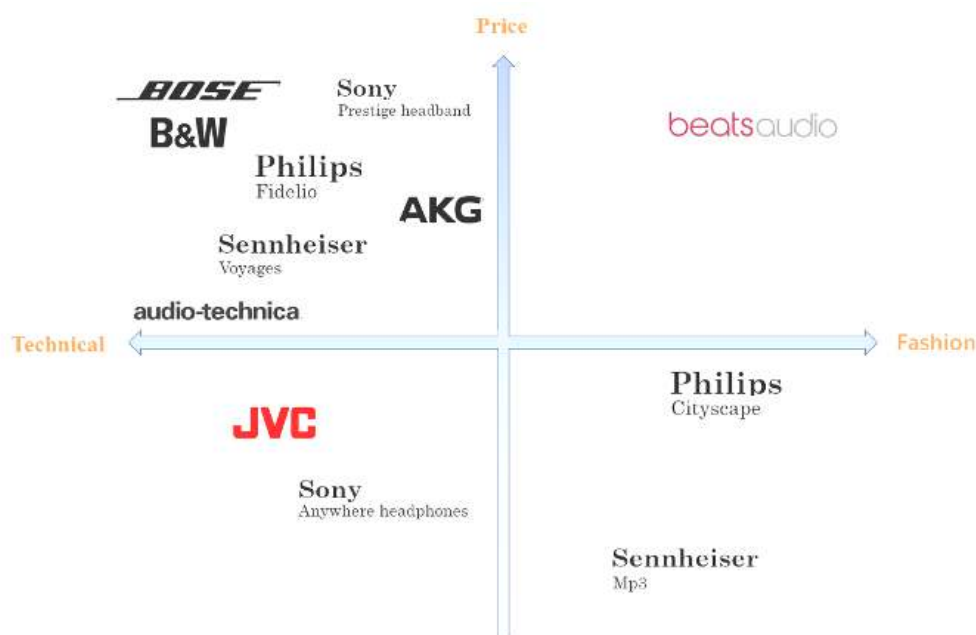 Price
BOSE
Sony
Prestige headband
B&W
beatsaudio
Philips
Fidelio
AKG
Sennheiser
Voyages
audio-technica
Technical
Fashion
Philips
Cityscape
JVC
Sony
Anywhere headphones
Sennheiser
Mp3